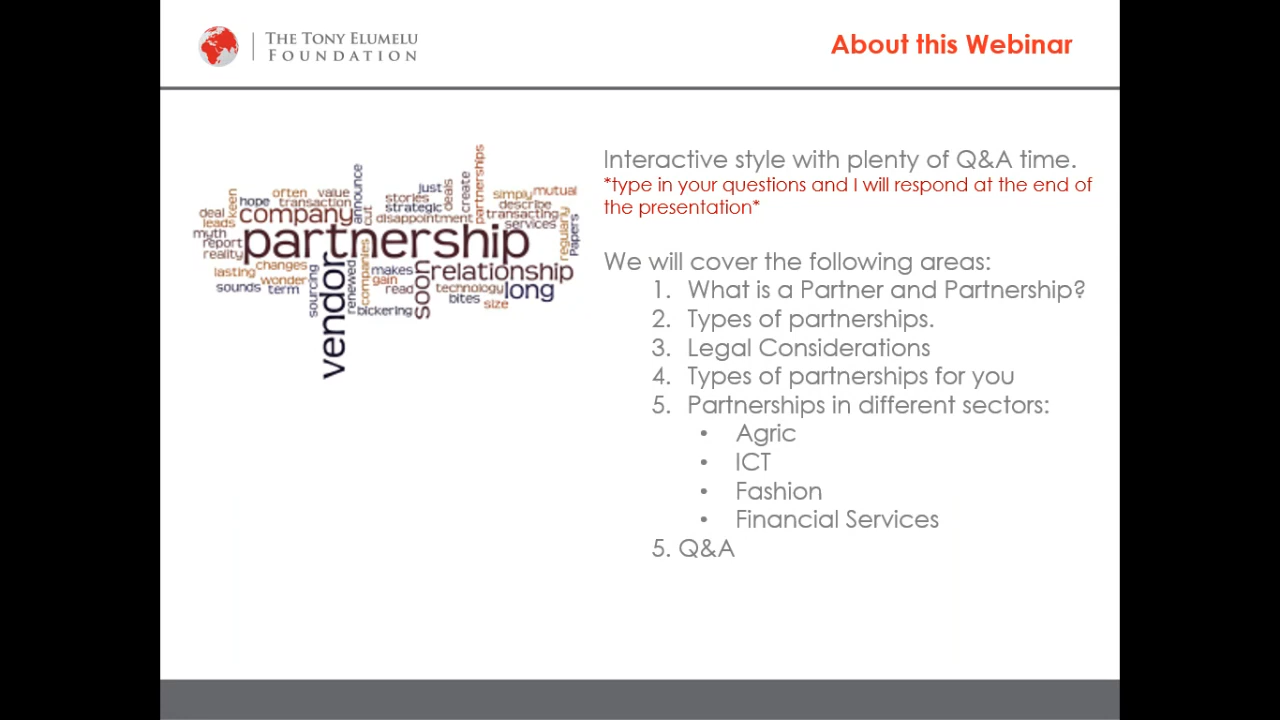 THE TONY ELUMELU
FOUNDATION
About this Webinar
Interactive style with plenty of Q&A time.
*type in your questions and I will respond at the end of
the presentation*
We will cover the following areas:
1. What is a Partner and Partnership?
2. Types of partnerships.
3. Legal Considerations
4. Types of partnerships for you
5. Partnerships in different sectors:
• Agric
• ICT
• Fashion
• Financial Services
5. Q&A
keen
hope
often
value
announce
transaction
deal
leads
company
cut
stories
just
strategic
deals
create
partnerships
simply
mutual
describe
disappointment
transacting
services
regularly
Papers
myth
report
reality
partnership
lasting
changes
wonder
sounds
term
sourcing
vendor
renewed
companies
makes
gain
read
bickering
soon
relationship
technology
long
bites
size